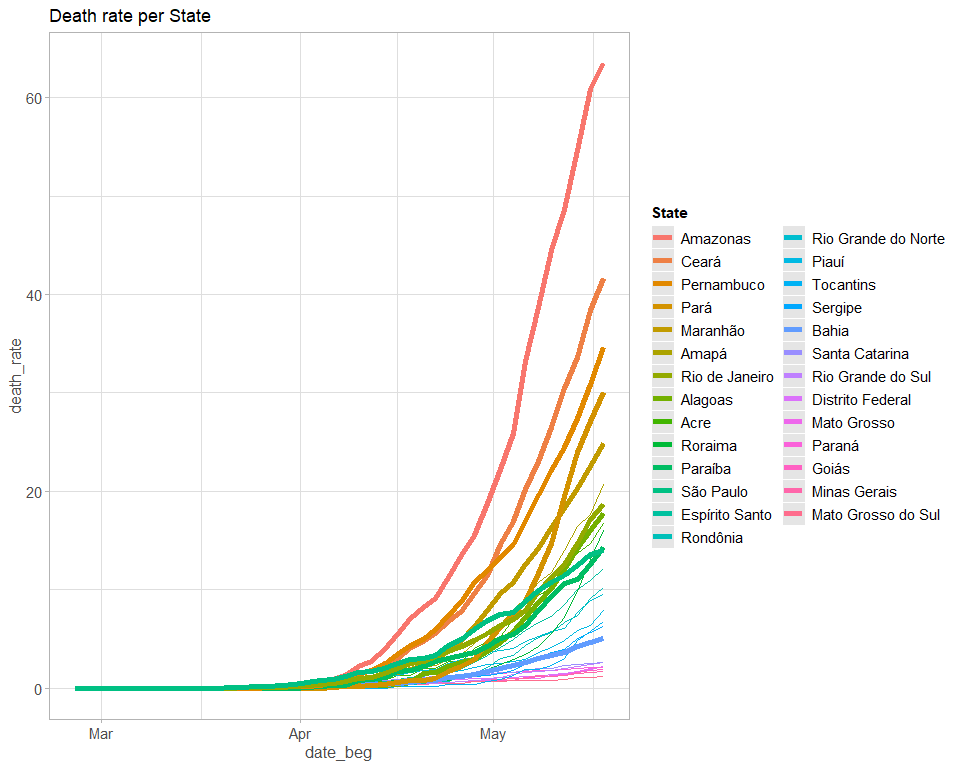 Death rate per State
60
40
20
0
death_rate
Mar
Apr
May
date_beg
State
Amazonas
Ceará
Pernambuco
Pará
Maranhão
Amapá
Rio de Janeiro
Alagoas
Acre
Roraima
Paraíba
São Paulo
Espírito Santo
Rondônia
Rio Grande do Norte
Piauí
Tocantins
Sergipe
Bahia
Santa Catarina
Rio Grande do Sul
Distrito Federal
Mato Grosso
Paraná
Goiás
Minas Gerais
Mato Grosso do Sul